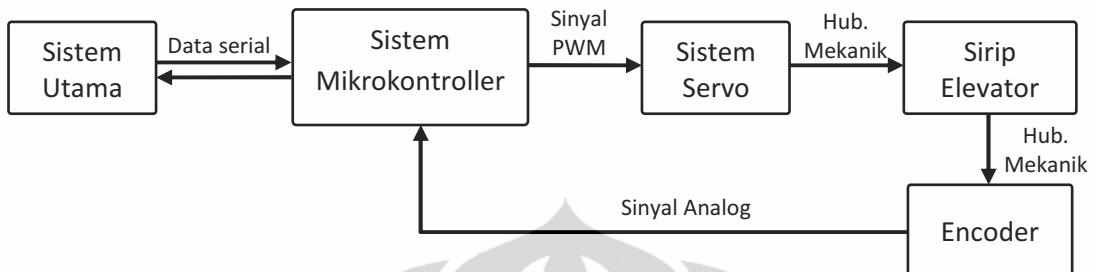 Sistem
Utama
Data serial
Sistem
Mikrokontroller
Sinyal
PWM
Sistem
Servo
Hub.
Mekanik
Sirip
Elevator
Hub.
Mekanik
Sinyal Analog
Encoder